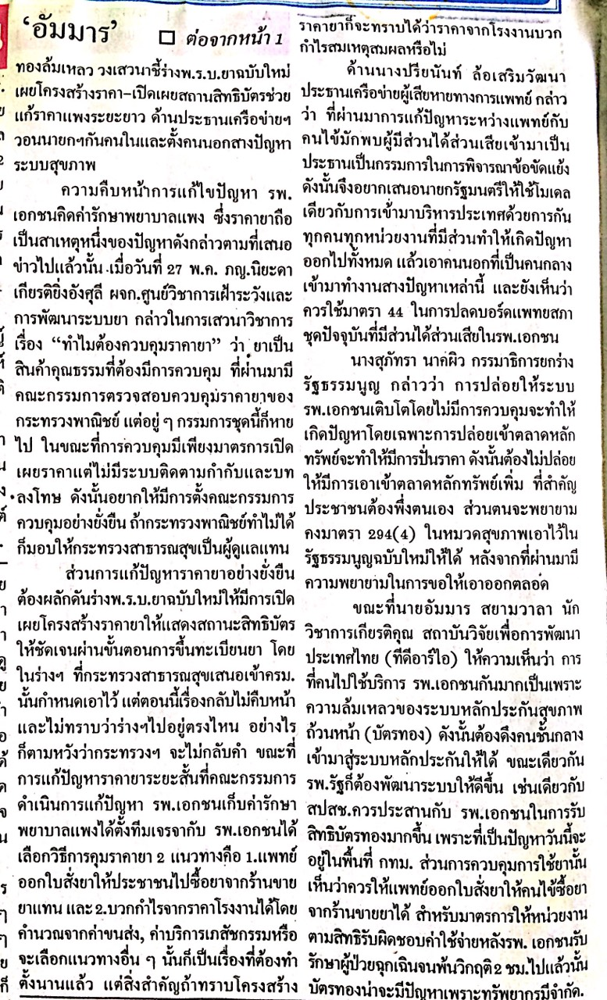 'อัมมาร' □ ต่อจากหน้า 1
ทองล้มเหลว วงเสวนาชี้ร่างพ.ร.บ.ยาฉบับใหม่
เผยโครงสร้างราคา-เปิดเผยสถานสิทธิบัตรช่วย
แก้ราคาแพงระยะยาว ด้านประธานเครือข่ายฯ
วอนนายกฯกันคนในและตั้งคนนอกสางปัญหา
ระบบสุขภาพ
ความคืบหน้าการแก้ไขปัญหา รพ.
เอกชนคิดค่ารักษาพยาบาลแพง ซึ่งราคายาถือ
เป็นสาเหตุหนึ่งของปัญหาดังกล่าวตามที่เสนอ
ข่าวไปแล้วนั้น เมื่อวันที่ 27 พ.ค. ภญ.นิยะดา
เกียรติยิ่งอังศุลี ผจก.ศูนย์วิชาการเฝ้าระวังและ
การพัฒนาระบบยา กล่าวในการเสวนาวิชาการ
เรื่อง “ทำไมต้องควบคุมราคายา” ว่า ยาเป็น
สินค้าคุณธรรมที่ต้องมีการควบคุม ที่ผ่านมามี
คณะกรรมการตรวจสอบควบคุมราคายาของ
กระทรวงพาณิชย์ แต่อยู่ ๆ กรรมการชุดนี้ก็หาย
ไป ในขณะที่การควบคุมมีเพียงมาตรการเปิด
เผยราคาแต่ไม่มีระบบติดตามกำกับและบท
ลงโทษ ดังนั้นอยากให้มีการตั้งคณะกรรมการ
ควบคุมอย่างยั่งยืน ถ้ากระทรวงพาณิชย์ทำไม่ได้
ก็มอบให้กระทรวงสาธารณสุขเป็นผู้ดูแลแทน
ส่วนการแก้ปัญหาราคายาอย่างยั่งยืน
ต้องผลักดันร่างพ.ร.บ.ยาฉบับใหม่ให้มีการเปิด
เผยโครงสร้างราคายาให้แสดงสถานะสิทธิบัตร
ให้ชัดเจนผ่านขั้นตอนการขึ้นทะเบียนยา โดย
ในร่างฯ ที่กระทรวงสาธารณสุขเสนอเข้าครม.
นั้นกำหนดเอาไว้ แต่ตอนนี้เรื่องกลับไม่คืบหน้า
และไม่ทราบว่าร่างฯไปอยู่ตรงไหน อย่างไร
ก็ตามหวังว่ากระทรวงฯ จะไม่กลับคำ ขณะที่
การแก้ปัญหาราคายาระยะสั้นที่คณะกรรมการ
ดำเนินการแก้ปัญหา รพ.เอกชนเก็บค่ารักษา
พยาบาลแพงได้ตั้งทีมเจรจากับ รพ.เอกชนได้
เลือกวิธีการคุมราคายา 2 แนวทางคือ 1.แพทย์
ออกใบสั่งยาให้ประชาชนไปซื้อยาจากร้านขาย
ยาแทน และ 2.บวกกำไรจากราคาโรงงานได้โดย
คำนวณจากค่าขนส่ง, ค่าบริการเภสัชกรรมหรือ
จะเลือกแนวทางอื่น ๆ นั้นก็เป็นเรื่องที่ต้องทำ
ตั้งนานแล้ว แต่สิ่งสำคัญถ้าทราบโครงสร้าง
ราคายาก็จะทราบได้ว่าราคาจากโรงงานบวก
กำไรสมเหตุสมผลหรือไม่
ด้านนางปรียนันท์ ล้อเสริมวัฒนา
ประธานเครือข่ายผู้เสียหายทางการแพทย์ กล่าว
ว่า ที่ผ่านมาการแก้ปัญหาระหว่างแพทย์กับ
คนไข้มักพบผู้มีส่วนได้ส่วนเสียเข้ามาเป็น
ประธานเป็นกรรมการในการพิจารณาข้อขัดแย้ง
ดังนั้นจึงอยากเสนอนายกรัฐมนตรีให้ใช้โมเดล
เดียวกับการเข้ามาบริหารประเทศด้วยการกัน
ทุกคนทุกหน่วยงานที่มีส่วนทำให้เกิดปัญหา
ออกไปทั้งหมด แล้วเอาคนนอกที่เป็นคนกลาง
เข้ามาทำงานสางปัญหาเหล่านี้ และยังเห็นว่า
ควรใช้มาตรา 44 ในการปลดบอร์ดแพทยสภา
ชุดปัจจุบันที่มีส่วนได้ส่วนเสียในรพ.เอกชน
นางสุภัทรา นาคผิว กรรมาธิการยกร่าง
รัฐธรรมนูญ กล่าวว่า การปล่อยให้ระบบ
รพ.เอกชนเติบโตโดยไม่มีการควบคุมจะทำให้
เกิดปัญหาโดยเฉพาะการปล่อยเข้าตลาดหลัก
ทรัพย์จะทำให้มีการปั่นราคา ดังนั้นต้องไม่ปล่อย
ให้มีการเอาเข้าตลาดหลักทรัพย์เพิ่ม ที่สำคัญ
ประชาชนต้องพึ่งตนเอง ส่วนตนจะพยายาม
คงมาตรา 294(4) ในหมวดสุขภาพเอาไว้ใน
รัฐธรรมนูญฉบับใหม่ให้ได้ หลังจากที่ผ่านมามี
ความพยายามในการขอให้เอาออกตลอด
ขณะที่นายอัมมาร สยามวาลา นัก
วิชาการเกียรติคุณ สถาบันวิจัยเพื่อการพัฒนา
ประเทศไทย (ทีดีอาร์ไอ) ให้ความเห็นว่า การ
ที่คนไปใช้บริการ รพ.เอกชนกันมากเป็นเพราะ
ความล้มเหลวของระบบหลักประกันสุขภาพ
ถ้วนหน้า (บัตรทอง) ดังนั้นต้องดึงคนชั้นกลาง
เข้ามาสู่ระบบหลักประกันให้ได้ ขณะเดียวกัน
รพ.รัฐก็ต้องพัฒนาระบบให้ดีขึ้น เช่นเดียวกับ
สปสช.ควรประสานกับ รพ.เอกชนในการรับ
สิทธิบัตรทองมากขึ้น เพราะที่เป็นปัญหาวันนี้จะ
อยู่ในพื้นที่ กทม. ส่วนการควบคุมการใช้ยานั้น
เห็นว่าควรให้แพทย์ออกใบสั่งยาให้คนไข้ซื้อยา
จากร้านขายยาได้ สำหรับมาตรการให้หน่วยงาน
ตามสิทธิรับผิดชอบค่าใช้จ่ายหลังรพ. เอกชนรับ
รักษาผู้ป่วยฉุกเฉินจนพ้นวิกฤติ 2 ชม.ไปแล้วนั้น
บัตรทองน่าจะมีปัญหาเพราะทรัพยากรมีจำกัด.